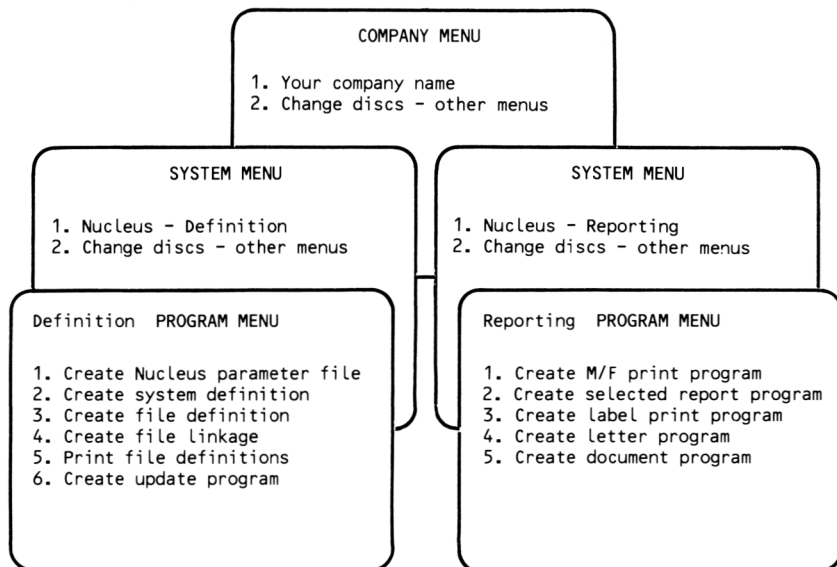 COMPANY MENU
1. Your company name
2. Change discs - other menus
SYSTEM MENU
1. Nucleus - Definition
2. Change discs - other menus
SYSTEM MENU
1. Nucleus - Reporting
2. Change discs - other menus
Definition PROGRAM MENU
1. Create Nucleus parameter file
2. Create system definition
3. Create file definition
4. Create file linkage
5. Print file definitions
6. Create update program
Reporting PROGRAM MENU
1. Create M/F print program
2. Create selected report program
3. Create label print program
4. Create letter program
5. Create document program